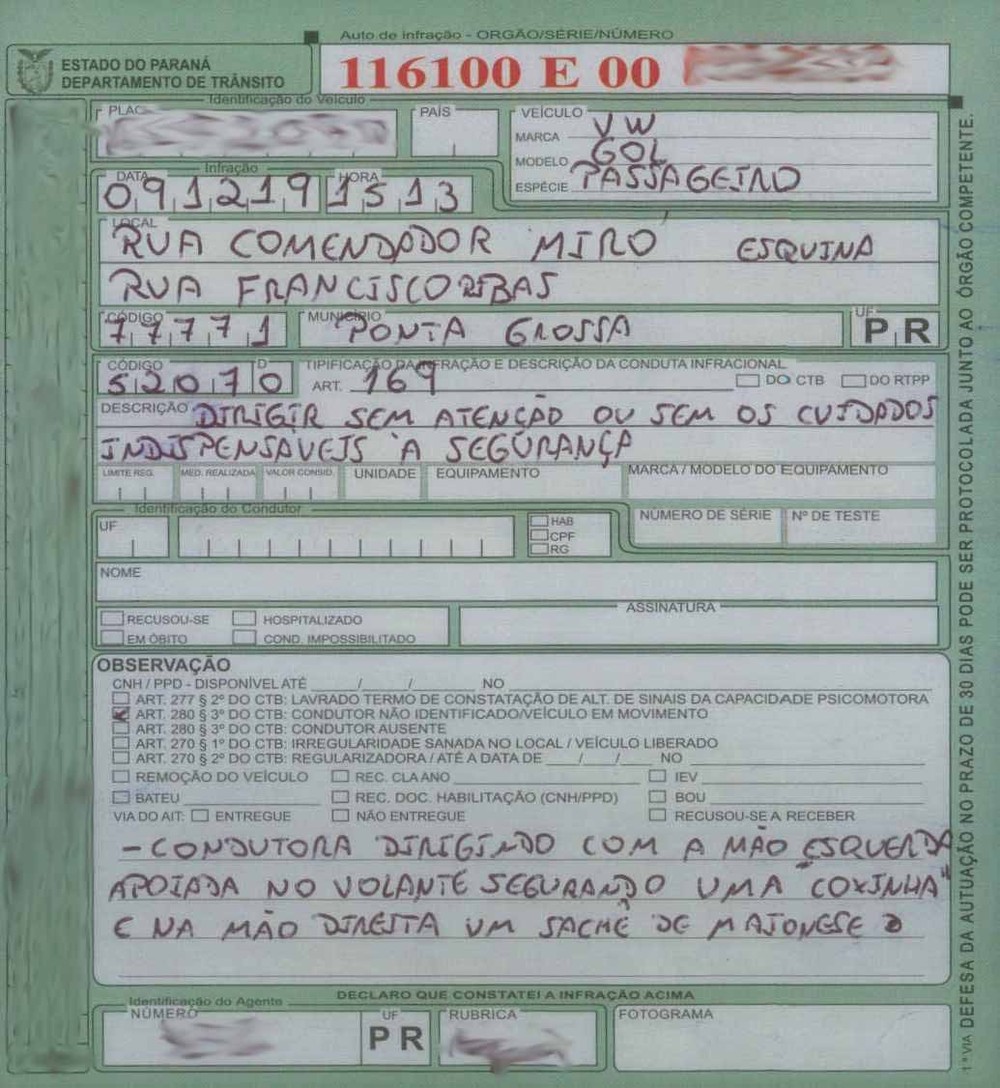 Auto de infração - ORGÃO/SÉRIE/NÚMERO
ESTADO DO PARANÁ
DEPARTAMENTO DE TRÂNSITO
116100 E 00
Identificação do Veículo
PLACA PAÍS VEÍCULO
MARCA VW
MODELO GOL
ESPÉCIE PASSAGEIRO
Infração
DATA HORA
091219 1513
LOCAL
RUA COMENDADOR MIRÓ ESQUINA
RUA FRANCISCO RIBAS
CÓDIGO MUNICÍPIO UF
77771 PONTA GROSSA PR
CÓDIGO D TIPIFICAÇÃO DA INFRAÇÃO E DESCRIÇÃO DA CONDUTA INFRACIONAL
52070 ART. 169 DO CTB DO RTPP
DESCRIÇÃO DIRIGIR SEM ATENÇÃO OU SEM OS CUIDADOS
INDISPENSAVEIS À SEGURANÇA
LIMITE REG. MED. REALIZADA VALOR CONSID. UNIDADE EQUIPAMENTO MARCA / MODELO DO EQUIPAMENTO
Identificação do Condutor
UF HAB NÚMERO DE SÉRIE Nº DE TESTE
CPF
RG
NOME
ASSINATURA
RECUSOU-SE HOSPITALIZADO
EM ÓBITO COND. IMPOSSIBILITADO
OBSERVAÇÃO
CNH / PPD - DISPONÍVEL ATÉ / / NO
ART. 277 § 2º DO CTB: LAVRADO TERMO DE CONSTATAÇÃO DE ALT. DE SINAIS DA CAPACIDADE PSICOMOTORA
ART. 280 § 3º DO CTB: CONDUTOR NÃO IDENTIFICADO/VEÍCULO EM MOVIMENTO
ART. 280 § 3º DO CTB: CONDUTOR AUSENTE
ART. 270 § 1º DO CTB: IRREGULARIDADE SANADA NO LOCAL / VEÍCULO LIBERADO
ART. 270 § 2º DO CTB: REGULARIZADORA / ATÉ A DATA DE / / NO
REMOÇÃO DO VEÍCULO REC. CLA ANO IEV
BATEU REC. DOC. HABILITAÇÃO (CNH/PPD) BOU
VIA DO AIT: ENTREGUE NÃO ENTREGUE RECUSOU-SE A RECEBER
- CONDUTORA DIRIGINDO COM A MÃO ESQUERDA
APOIADA NO VOLANTE SEGURANDO UMA "COXINHA"
E NA MÃO DIREITA UM SACHÊ DE MAIONESE
DECLARO QUE CONSTATEI A INFRAÇÃO ACIMA
Identificação do Agente
NÚMERO UF RUBRICA FOTOGRAMA
PR
1ª VIA DEFESA DA AUTUAÇÃO NO PRAZO DE 30 DIAS PODE SER PROTOCOLADA JUNTO AO ÓRGÃO COMPETENTE.